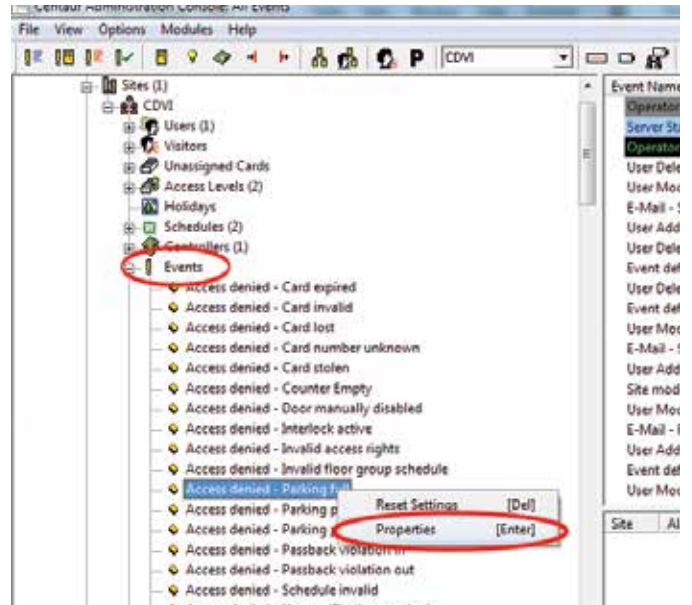 Centaur Administration Console: All Events
File View Options Modules Help
P CDVI
Sites (1)
CDVI
Users (1)
Visitors
Unassigned Cards
Access Levels (2)
Holidays
Schedules (2)
Controllers (1)
Events
Access denied - Card expired
Access denied - Card invalid
Access denied - Card lost
Access denied - Card number unknown
Access denied - Card stolen
Access denied - Counter Empty
Access denied - Door manually disabled
Access denied - Interlock active
Access denied - Invalid access rights
Access denied - Invalid floor group schedule
Access denied - Parking full
Access denied - Parking p
Access denied - Parking
Access denied - Passback violation in
Access denied - Passback violation out
Access denied - Schedule invalid
Reset Settings [Del]
Properties [Enter]
Event Name
Operator
Server Sta
Operator
User Dele
User Mod
E-Mail - S
User Add
User Dele
Event def
User Dele
Event def
User Mod
E-Mail - S
User Add
Site modi
User Mod
E-Mail -
User Add
Event def
User Mod
Site Al